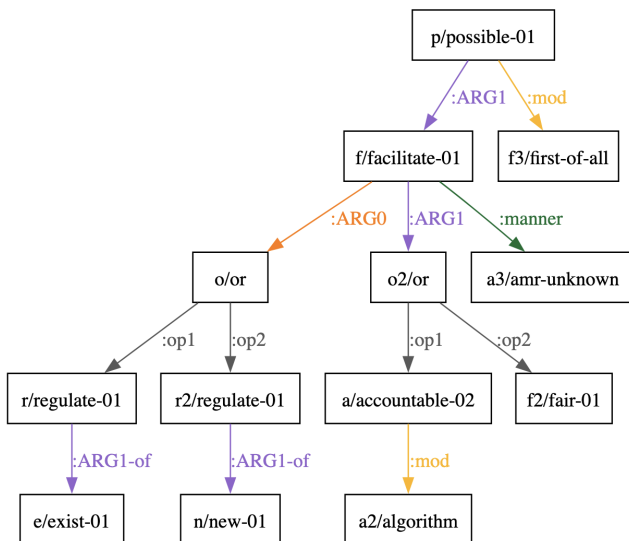 p/possible-01
:ARG1 :mod
f/facilitate-01 f3/first-of-all
:ARG0 :ARG1 :manner
o/or o2/or a3/amr-unknown
:op1 :op2 :op1 :op2
r/regulate-01 r2/regulate-01 a/accountable-02 f2/fair-01
:ARG1-of :ARG1-of :mod
e/exist-01 n/new-01 a2/algorithm